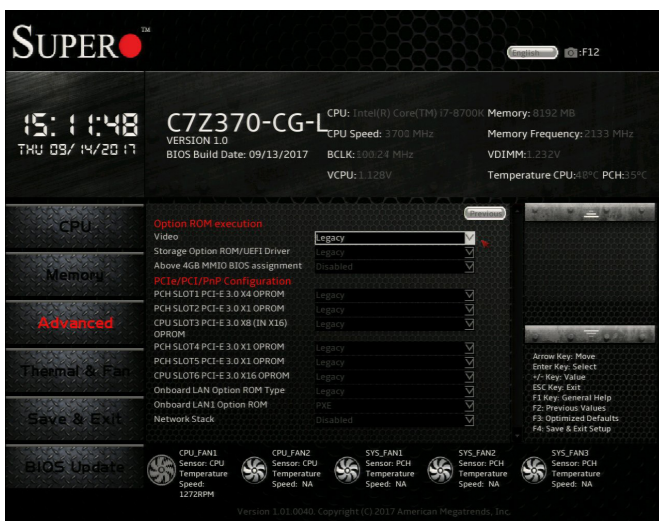 SUPER TM
English :F12
15:11:48
THU 09/14/2017
C7Z370-CG-L
VERSION 1.0
BIOS Build Date: 09/13/2017
CPU: Intel(R) Core(TM) i7-8700K
CPU Speed: 3700 MHz
BCLK:100/24 MHz
VCPU:1.128V
Memory: 8192 MB
Memory Frequency:2133 MHz
VDIMM:1.232V
Temperature CPU:40°C PCH:35°C
CPU
Memory
Advanced
Thermal & Fan
Save & Exit
BIOS Update
Previous
Option ROM execution
Video Legacy
Storage Option ROM/UEFI Driver Legacy
Above 4GB MMIO BIOS assignment Disabled
PCIe/PCI/PnP Configuration
PCH SLOT1 PCI-E 3.0 X4 OPROM Legacy
PCH SLOT2 PCI-E 3.0 X1 OPROM Legacy
CPU SLOT3 PCI-E 3.0 X8 (IN X16) Legacy
OPROM
PCH SLOT4 PCI-E 3.0 X1 OPROM Legacy
PCH SLOT5 PCI-E 3.0 X1 OPROM Legacy
CPU SLOT6 PCI-E 3.0 X16 OPROM Legacy
Onboard LAN Option ROM Type Legacy
Onboard LAN1 Option ROM PXE
Network Stack Disabled
Arrow Key: Move
Enter Key: Select
+/- Key: Value
ESC Key: Exit
F1 Key: General Help
F2: Previous Values
F3: Optimized Defaults
F4: Save & Exit Setup
CPU_FAN1
Sensor: CPU
Temperature
Speed:
1272RPM
CPU_FAN2
Sensor: CPU
Temperature
Speed: NA
SYS_FAN1
Sensor: PCH
Temperature
Speed: NA
SYS_FAN2
Sensor: PCH
Temperature
Speed: NA
SYS_FAN3
Sensor: PCH
Temperature
Speed: NA
Version 1.01.0040. Copyright (C) 2017 American Megatrends, Inc.